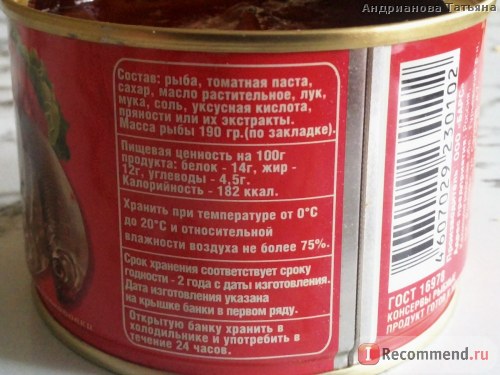 Андрианова Татьяна
Состав: рыба, томатная паста,
сахар, масло растительное, лук,
мука, соль, уксусная кислота,
пряности или их экстракты.
Масса рыбы 190 гр.(по закладке).
Пищевая ценность на 100г
продукта: белок - 14г, жир -
12г, углеводы - 4,5г.
Калорийность - 182 ккал.
Хранить при температуре от 0°С
до 20°С и относительной
влажности воздуха не более 75%.
Срок хранения соответствует сроку
годности - 2 года с даты изготовления.
Дата изготовления указана
на крышке банки в первом ряду.
Открытую банку хранить в
холодильнике и употребить в
течение 24 часов.
4607029230102
ГОСТ 16978
КОНСЕРВЫ РЫБНЫЕ
ПРОДУКТ ГОТОВ
I Recommend.ru